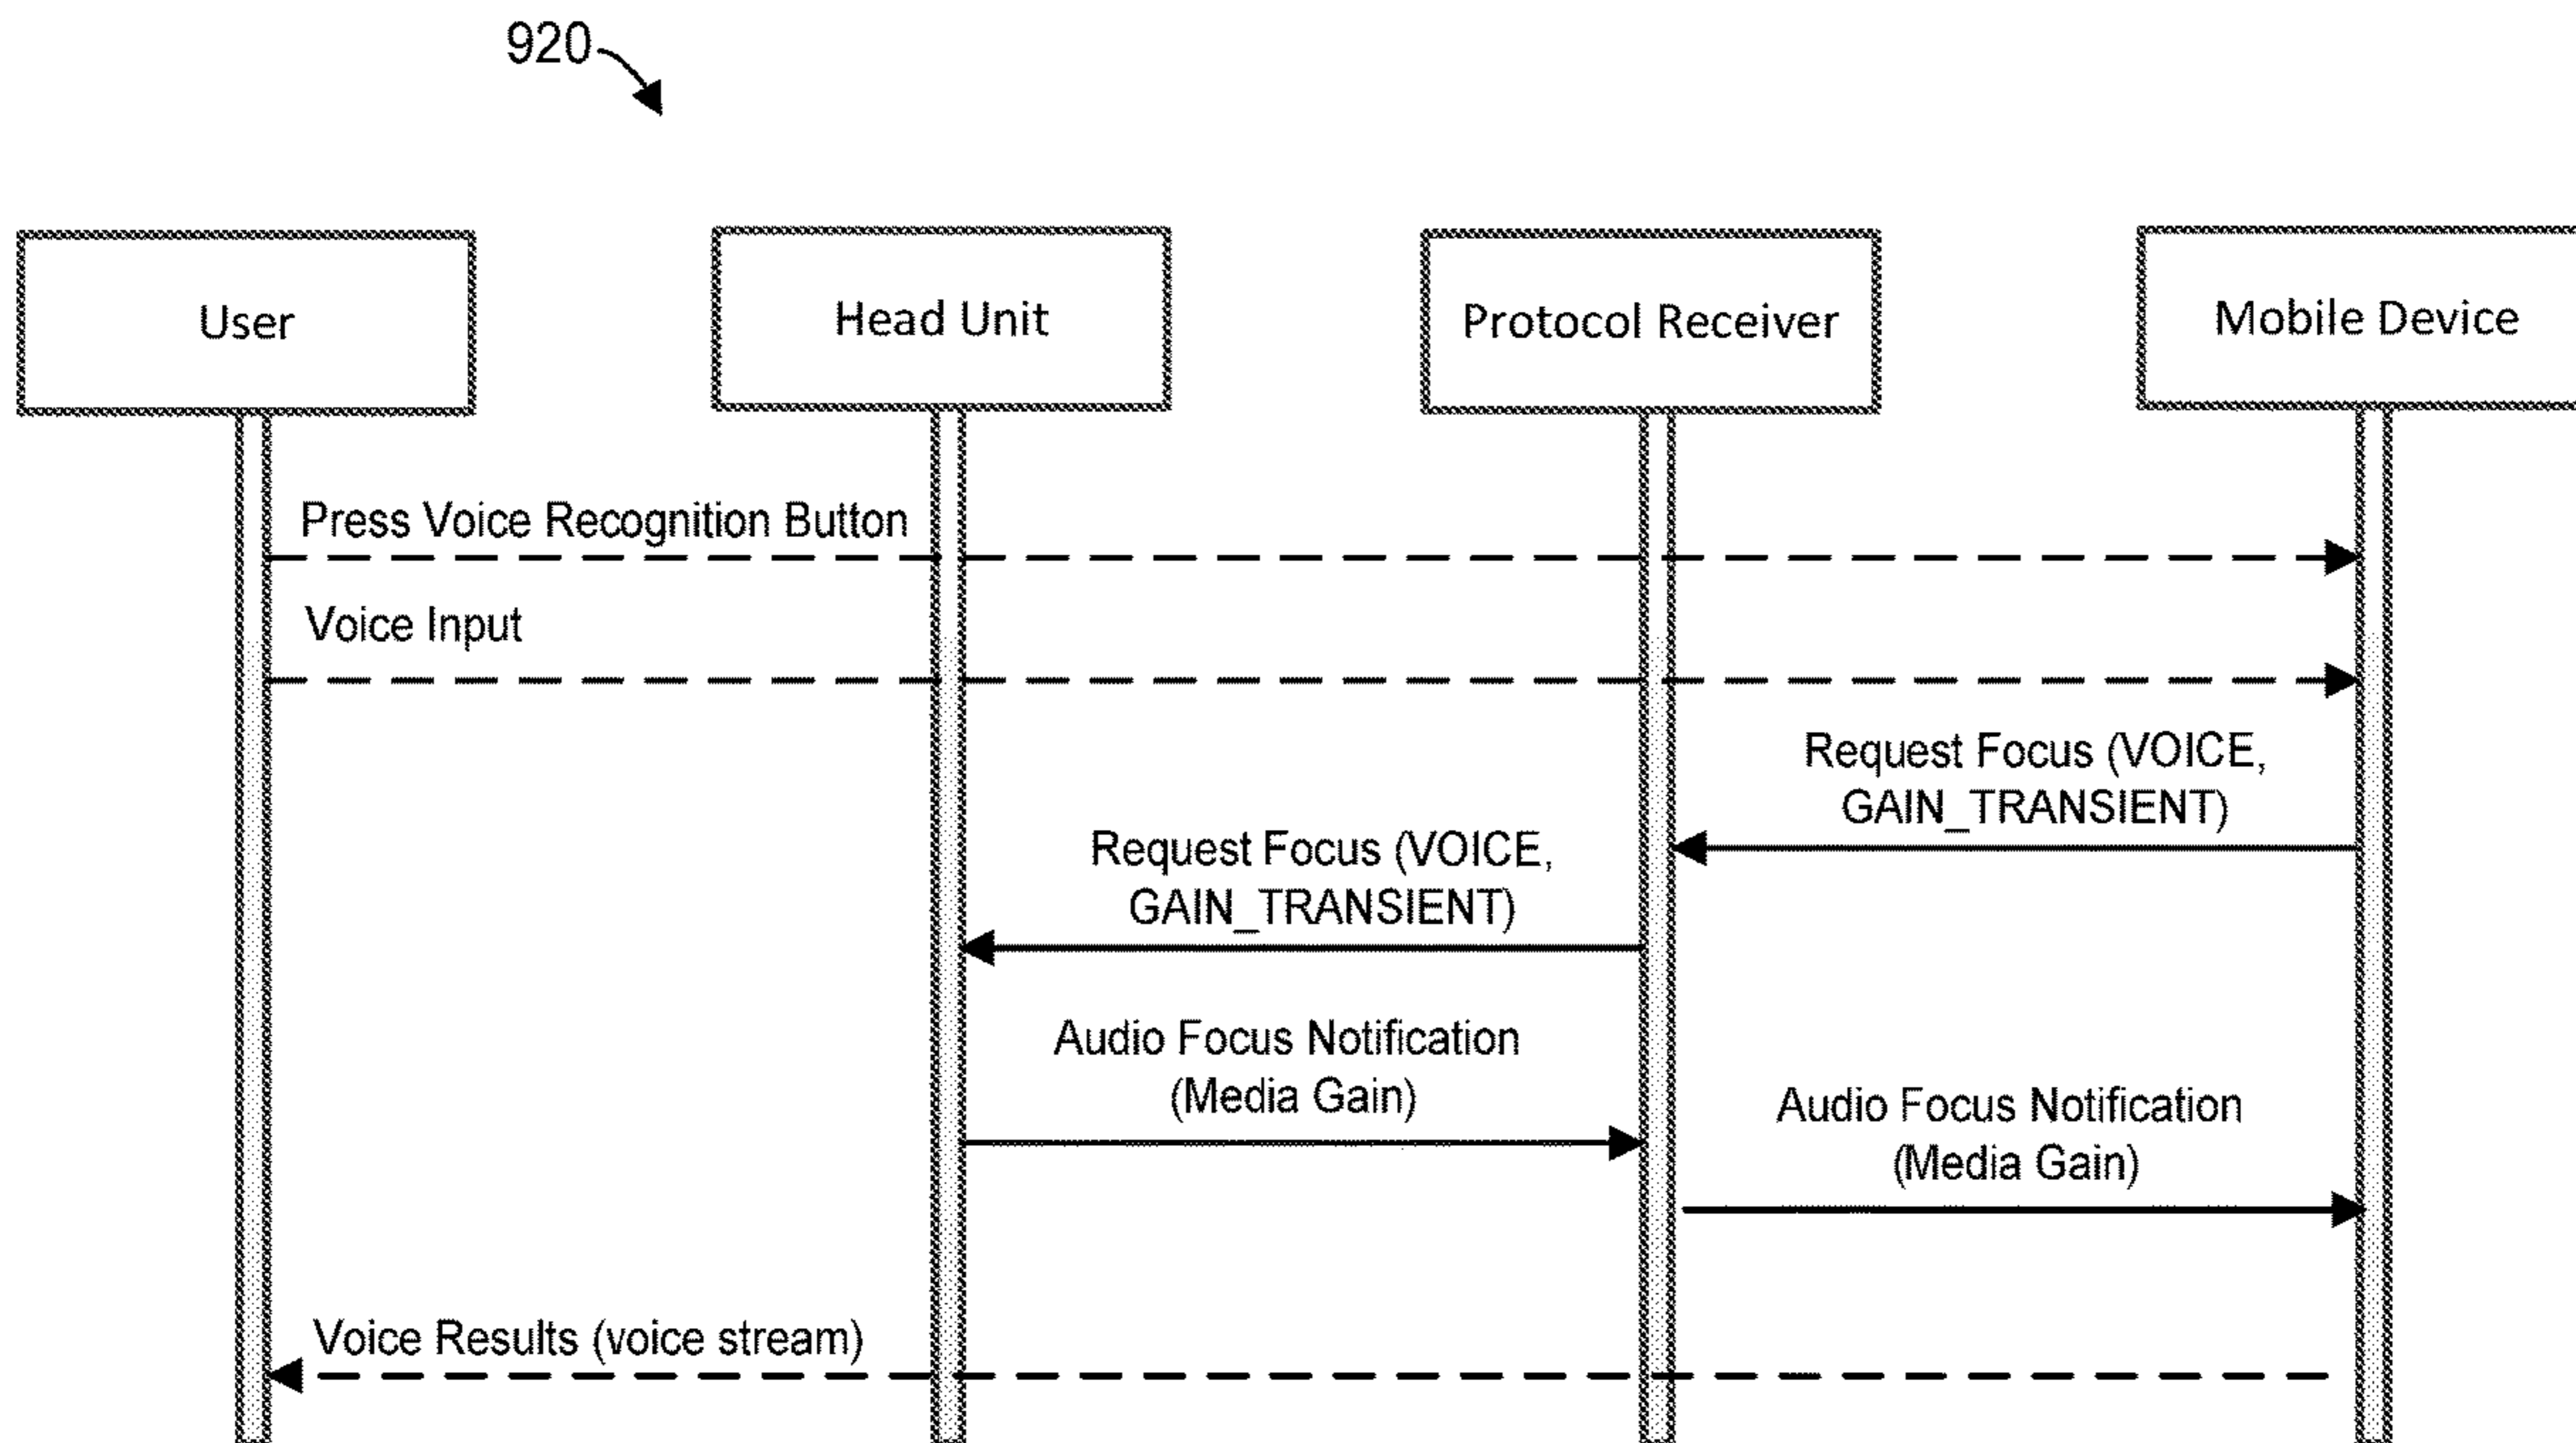 920
User
Head Unit
Protocol Receiver
Mobile Device
Press Voice Recognition Button
Voice Input
Request Focus (VOICE,
GAIN_TRANSIENT)
Request Focus (VOICE,
GAIN_TRANSIENT)
Audio Focus Notification
(Media Gain)
Audio Focus Notification
(Media Gain)
Voice Results (voice stream)